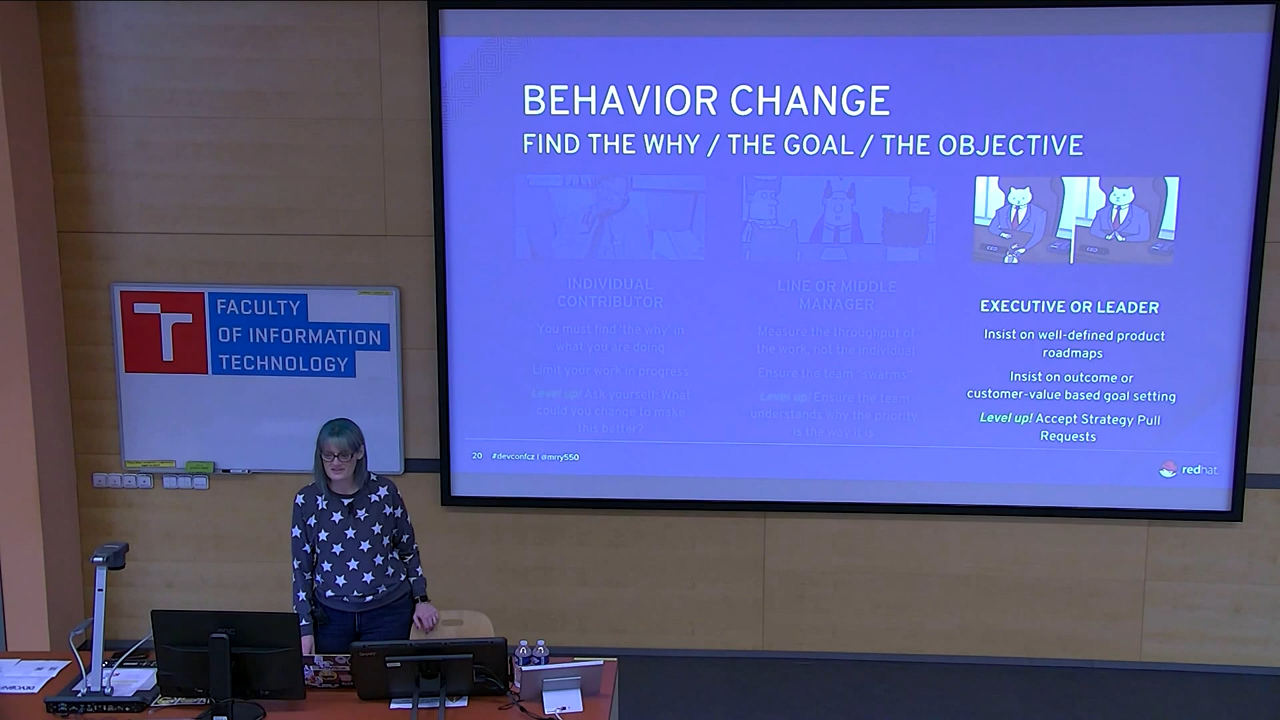 BEHAVIOR CHANGE
FIND THE WHY / THE GOAL / THE OBJECTIVE
INDIVIDUAL
CONTRIBUTOR
You must find 'the why' in
what you are doing
Limit your work in progress
Level up! Ask yourself: What
could you change to make
this better?
LINE OR MIDDLE
MANAGER
Measure the throughput of
the work, not the individual
Ensure the team "swarms"
Level up! Ensure the team
understands why the priority
is the way it is
EXECUTIVE OR LEADER
Insist on well-defined product
roadmaps
Insist on outcome or
customer-value based goal setting
Level up! Accept Strategy Pull
Requests
20 #devconfcz | @mrry550
redhat
FACULTY
OF INFORMATION
TECHNOLOGY